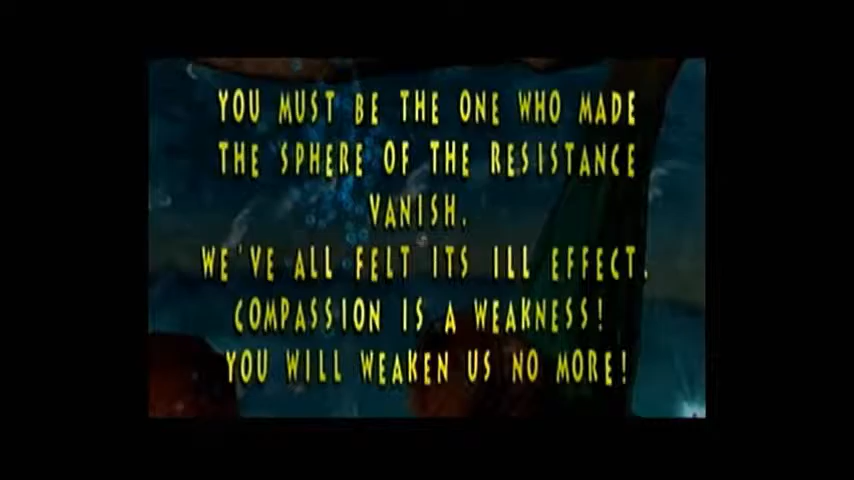 YOU MUST BE THE ONE WHO MADE
THE SPHERE OF THE RESISTANCE
VANISH.
WE'VE ALL FELT ITS ILL EFFECT.
COMPASSION IS A WEAKNESS!
YOU WILL WEAKEN US NO MORE!